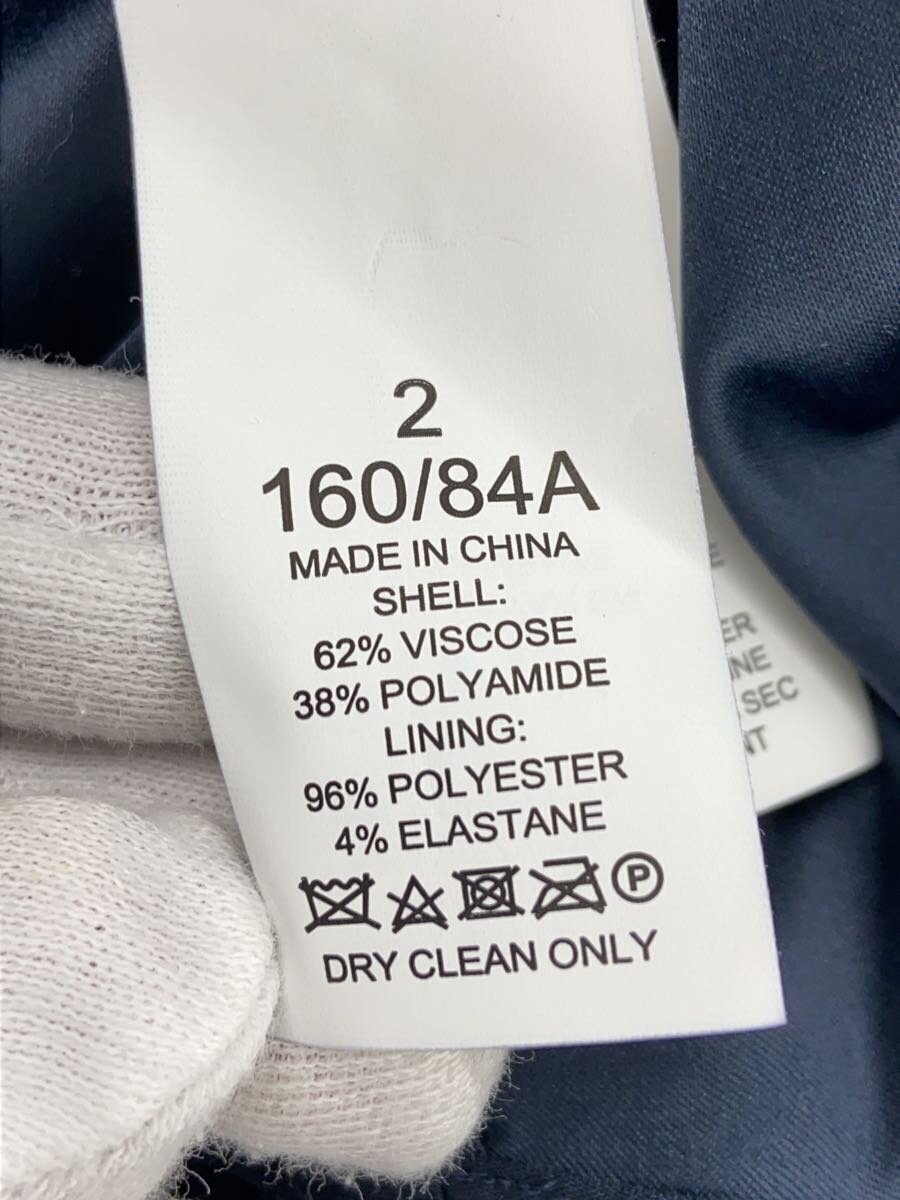 2
160/84A
MADE IN CHINA
SHELL:
62% VISCOSE
38% POLYAMIDE
LINING:
96% POLYESTER
4% ELASTANE
P
DRY CLEAN ONLY
SEC